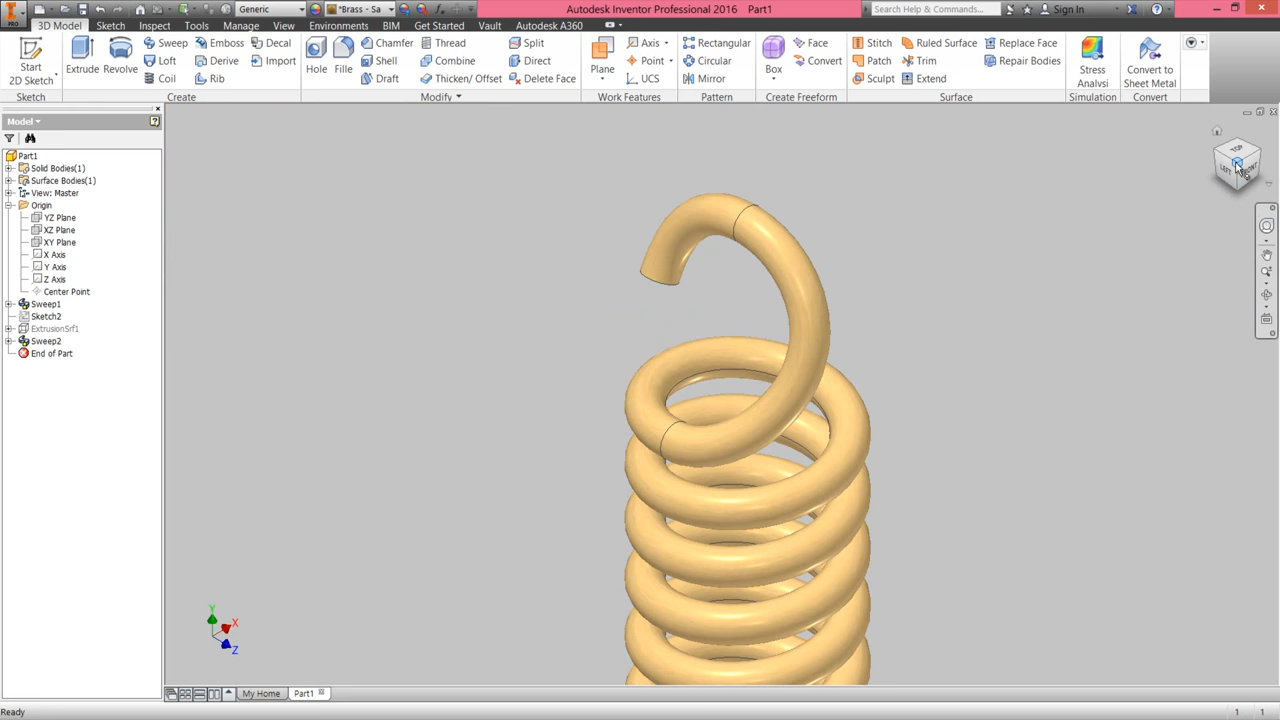 Generic
*Brass - Sa
Autodesk Inventor Professional 2016 Part1
Search Help & Commands...
Sign In
PRO
3D Model Sketch Inspect Tools Manage View Environments BIM Get Started Vault Autodesk A360
Start
2D Sketch
Extrude
Revolve
Sweep
Loft
Coil
Emboss
Derive
Rib
Decal
Import
Hole
Fillet
Chamfer
Shell
Draft
Thread
Combine
Thicken/ Offset
Split
Direct
Delete Face
Plane
Axis
Point
UCS
Rectangular
Circular
Mirror
Box
Face
Convert
Stitch
Patch
Sculpt
Ruled Surface
Trim
Extend
Replace Face
Repair Bodies
Stress
Analysi
Convert to
Sheet Metal
Sketch Create Modify Work Features Pattern Create Freeform Surface Simulation Convert
Model
Part1
Solid Bodies(1)
Surface Bodies(1)
View: Master
Origin
YZ Plane
XZ Plane
XY Plane
X Axis
Y Axis
Z Axis
Center Point
Sweep1
Sketch2
ExtrusionSrf1
Sweep2
End of Part
TOP
LEFT
Y
X
Z
My Home
Part1
Ready
1 1